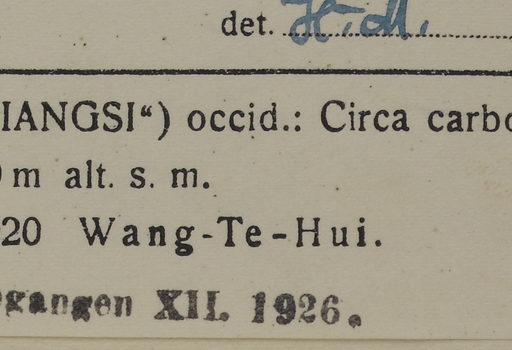 det. H. M.
IANGSI“) occid.: Circa carbo
m alt. s. m.
20 Wang-Te-Hui.
gangen XII. 1926.